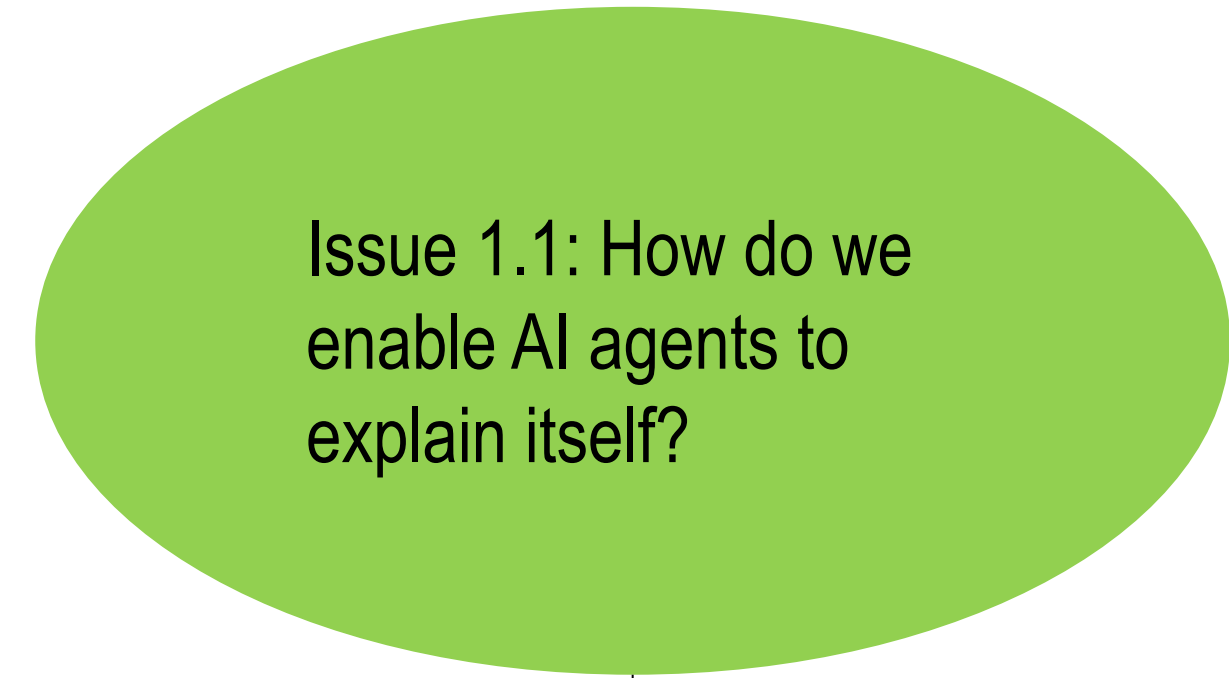 Issue 1.1: How do we
enable AI agents to
explain itself?